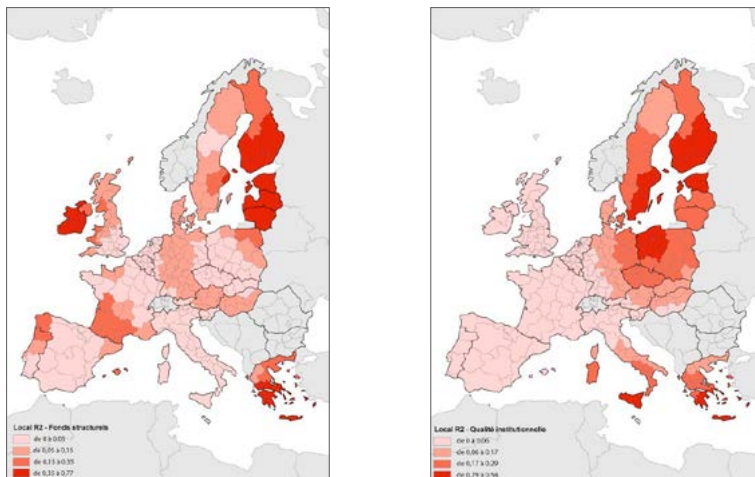 Local R2 - Fonds structurels
de 0 à 0,05
de 0,05 à 0,15
de 0,15 à 0,35
de 0,35 à 0,77
Local R2 - Qualité institutionnelle
de 0 à 0,06
de 0,06 à 0,17
de 0,17 à 0,29